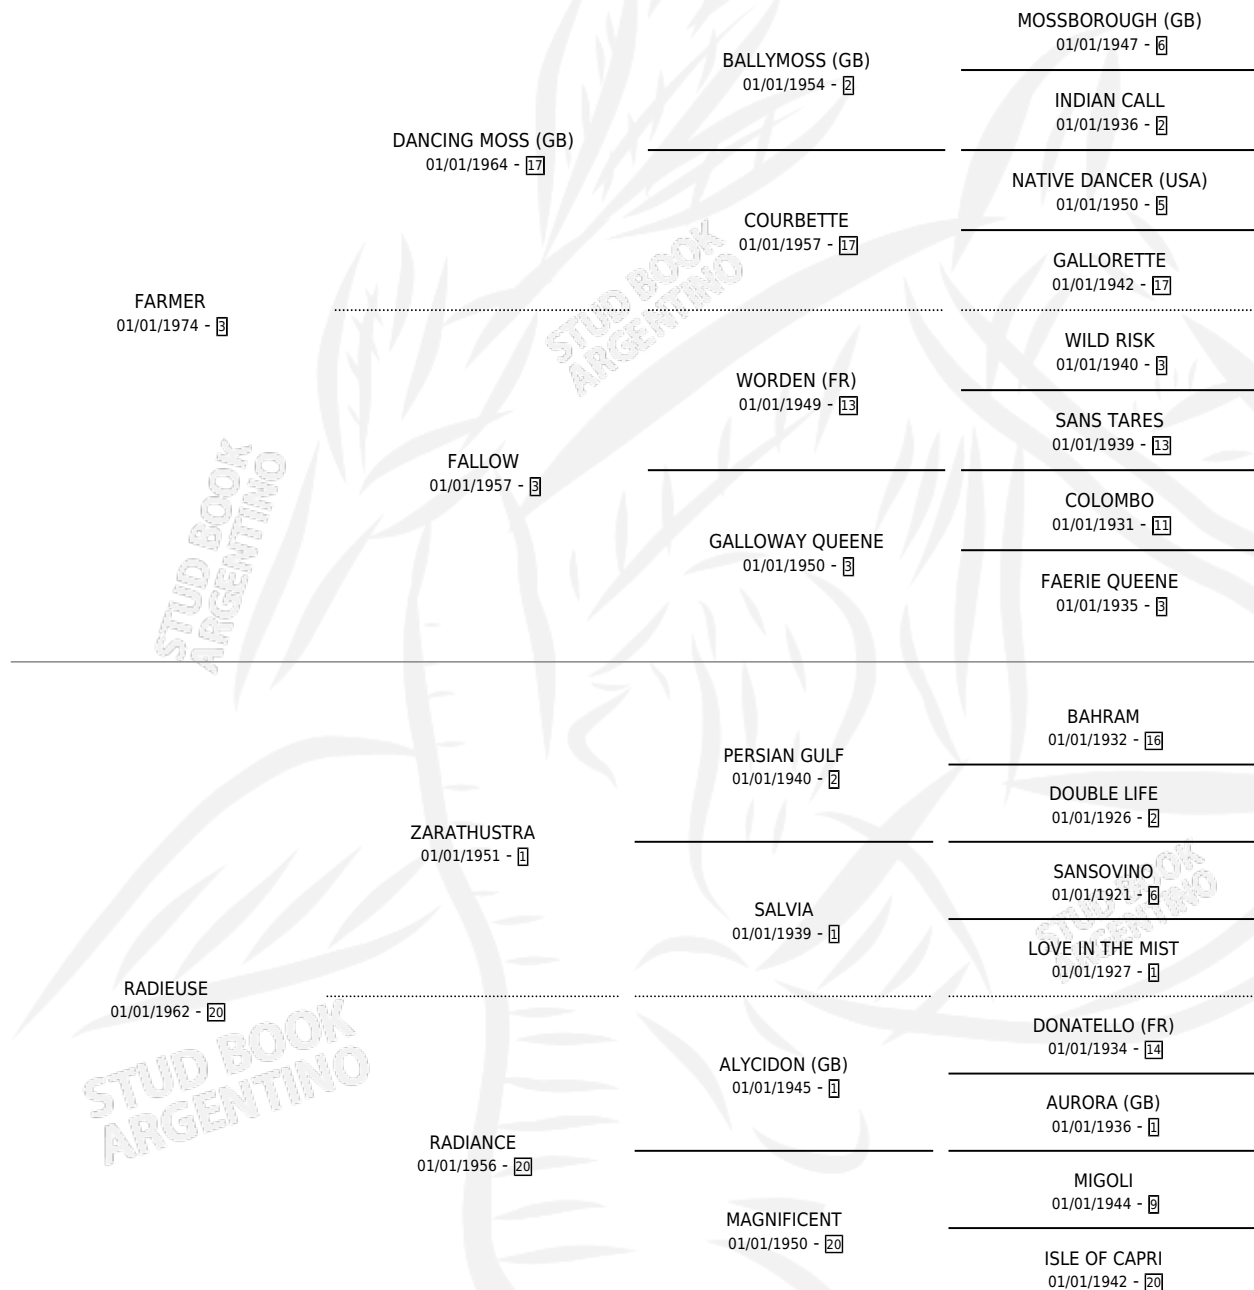 MOSSBOROUGH (GB)
01/01/1947 - 6
BALLYMOSS (GB)
01/01/1954 - 2
INDIAN CALL
01/01/1936 - 2
DANCING MOSS (GB)
01/01/1964 - 17
NATIVE DANCER (USA)
01/01/1950 - 5
COURBETTE
01/01/1957 - 17
GALLORETTE
01/01/1942 - 17
FARMER
01/01/1974 - 3
WILD RISK
01/01/1940 - 3
WORDEN (FR)
01/01/1949 - 13
SANS TARES
01/01/1939 - 13
FALLOW
01/01/1957 - 3
COLOMBO
01/01/1931 - 11
GALLOWAY QUEENE
01/01/1950 - 3
FAERIE QUEENE
01/01/1935 - 3
BAHRAM
01/01/1932 - 16
PERSIAN GULF
01/01/1940 - 2
DOUBLE LIFE
01/01/1926 - 2
ZARATHUSTRA
01/01/1951 - 1
SANSOVINO
01/01/1921 - 6
SALVIA
01/01/1939 - 1
LOVE IN THE MIST
01/01/1927 - 1
RADIEUSE
01/01/1962 - 20
DONATELLO (FR)
01/01/1934 - 14
ALYCIDON (GB)
01/01/1945 - 1
AURORA (GB)
01/01/1936 - 1
RADIANCE
01/01/1956 - 20
MIGOLI
01/01/1944 - 9
MAGNIFICENT
01/01/1950 - 20
ISLE OF CAPRI
01/01/1942 - 20
STUD BOOK
ARGENTINO
STUD BOOK
ARGENTINO
STUD BOOK
ARGENTINO
STUD BOOK
ARGENTINO